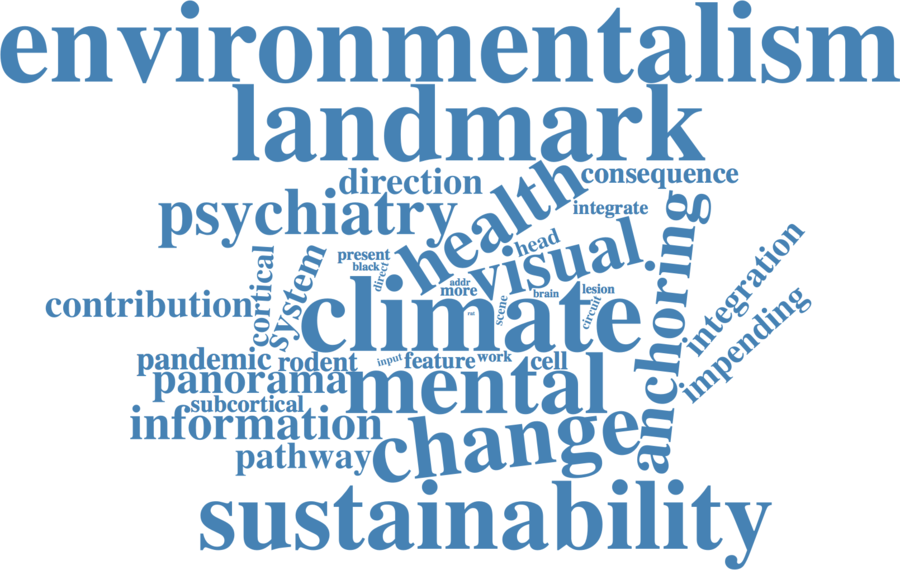 environmentalism
landmark
consequence
direction
health
psychiatry
integrate
anchoring
visual
head
integration
cortical
system
present
black
direct
addr
more
climate
scene
brain
lesion
circuit
contribution
impending
pandemic
rodent
input
feature
work
cell
panorama
mental
subcortical
information
change
pathway
sustainability